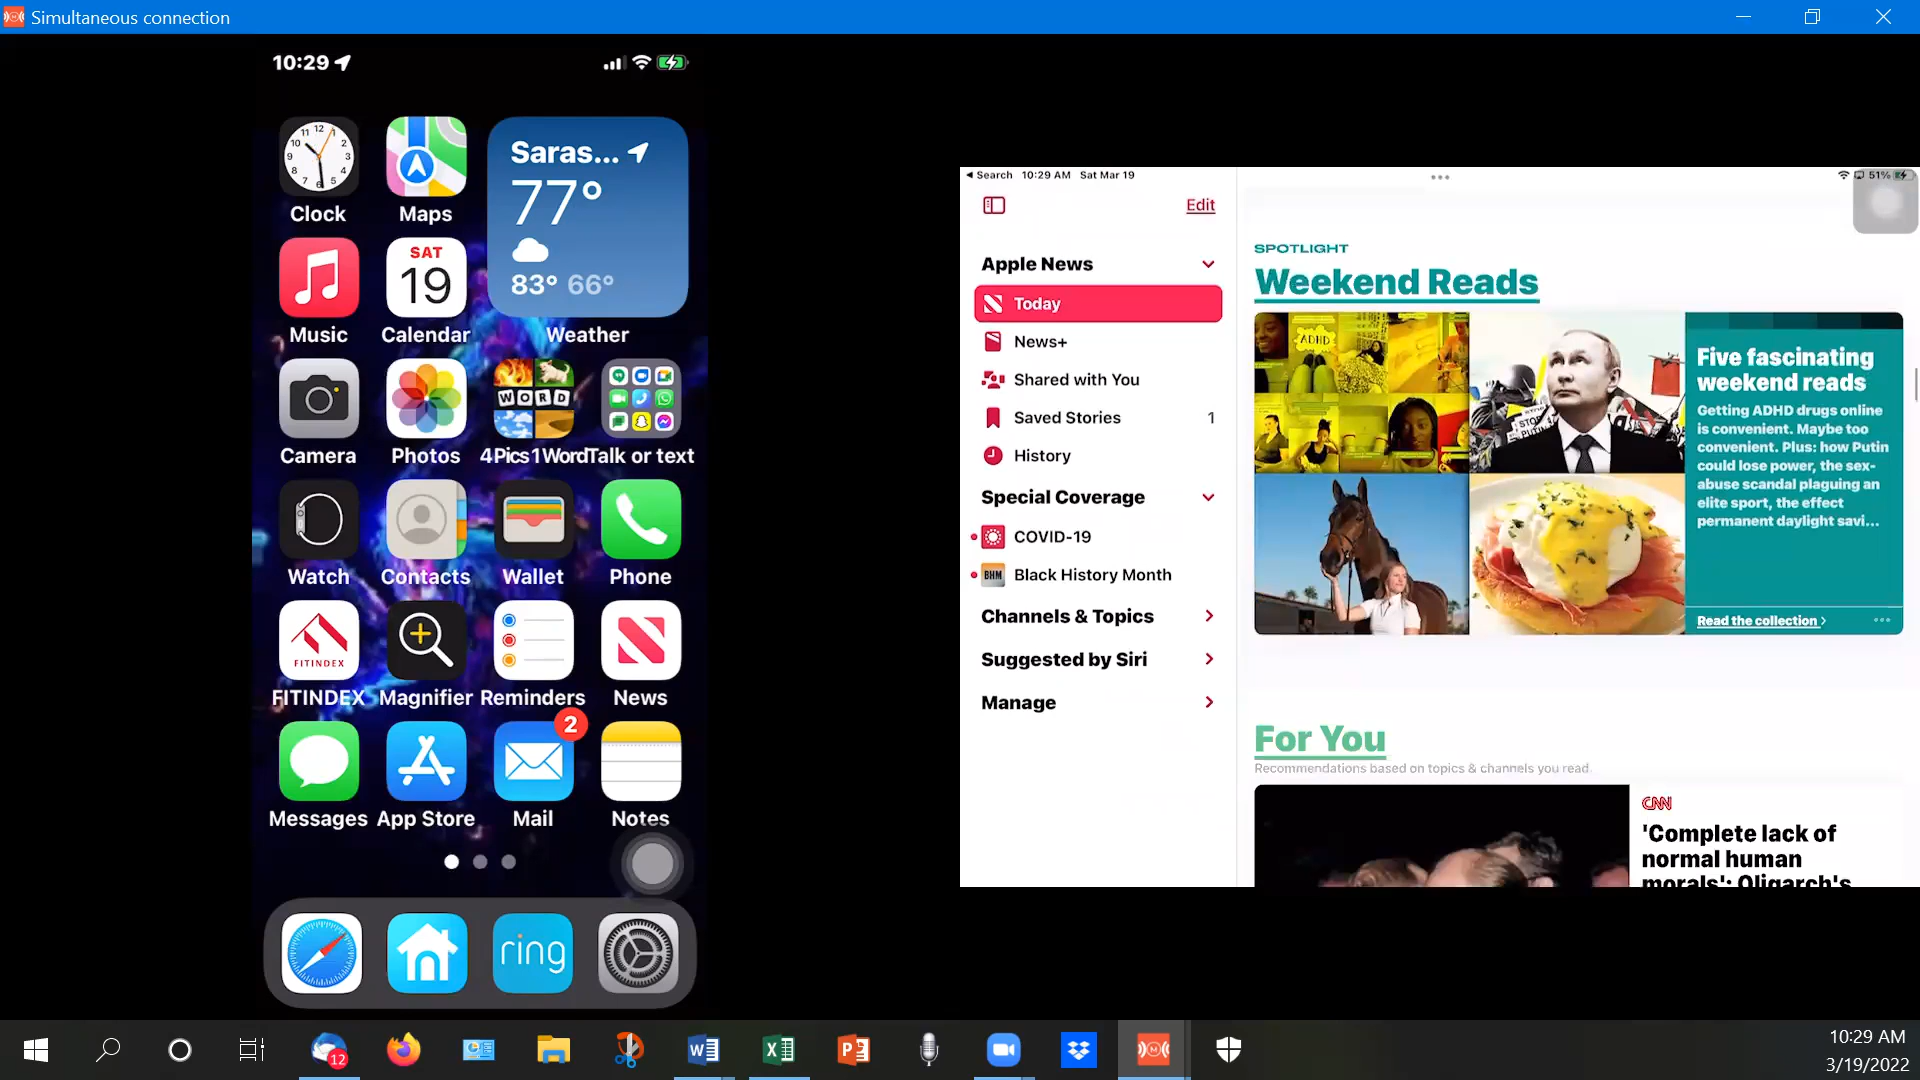 Simultaneous connection
10:29
Clock
Maps
Saras...
77°
83° 66°
Weather
Music
SAT
19
Calendar
Camera
Photos
WORD
4Pics1Word
Talk or text
Watch
Contacts
Wallet
Phone
FITINDEX
FITINDEX
Magnifier
Reminders
News
Messages
App Store
2
Mail
Notes
ring
Search 10:29 AM Sat Mar 19
51%
Edit
Apple News
Today
News+
Shared with You
Saved Stories 1
History
Special Coverage
COVID-19
BHM
Black History Month
Channels & Topics
Suggested by Siri
Manage
SPOTLIGHT
Weekend Reads
ADHD
Five fascinating
weekend reads
Getting ADHD drugs online
is convenient. Maybe too
convenient. Plus: how Putin
could lose power, the sex-
abuse scandal plaguing an
elite sport, the effect
permanent daylight savi...
Read the collection
For You
Recommendations based on topics & channels you read.
CNN
'Complete lack of
normal human
morals': Oligarch's
12
10:29 AM
3/19/2022